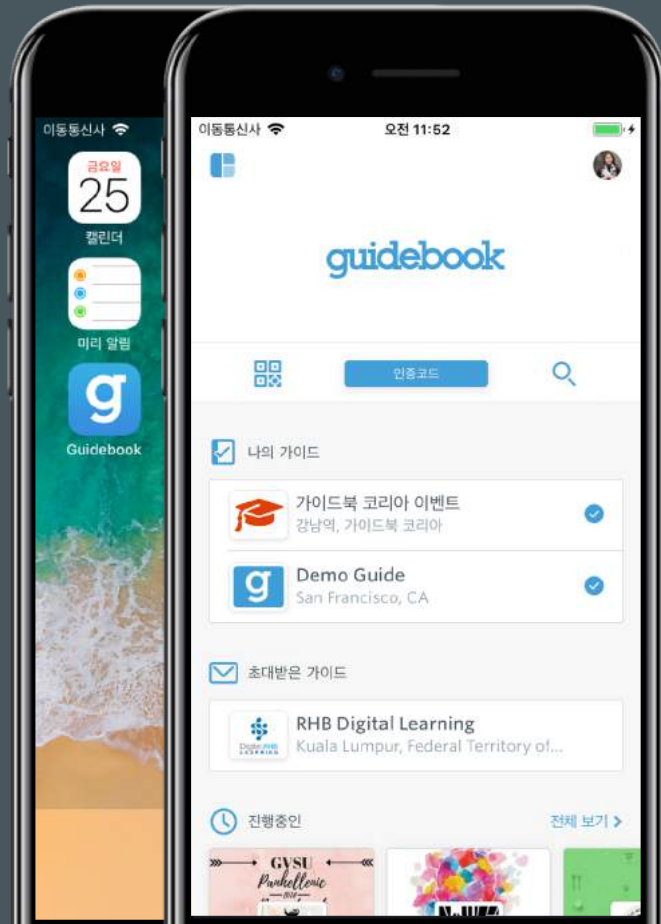 이동통신사
금요일
25
캘린더
미리 알림
g
Guidebook
이동통신사
오전 11:52
guidebook
인증코드
나의 가이드
가이드북 코리아 이벤트
강남역, 가이드북 코리아
g
Demo Guide
San Francisco, CA
초대받은 가이드
RHB Digital Learning
Kuala Lumpur, Federal Territory of...
진행중인
전체 보기 >
GVSU
Panhellenic